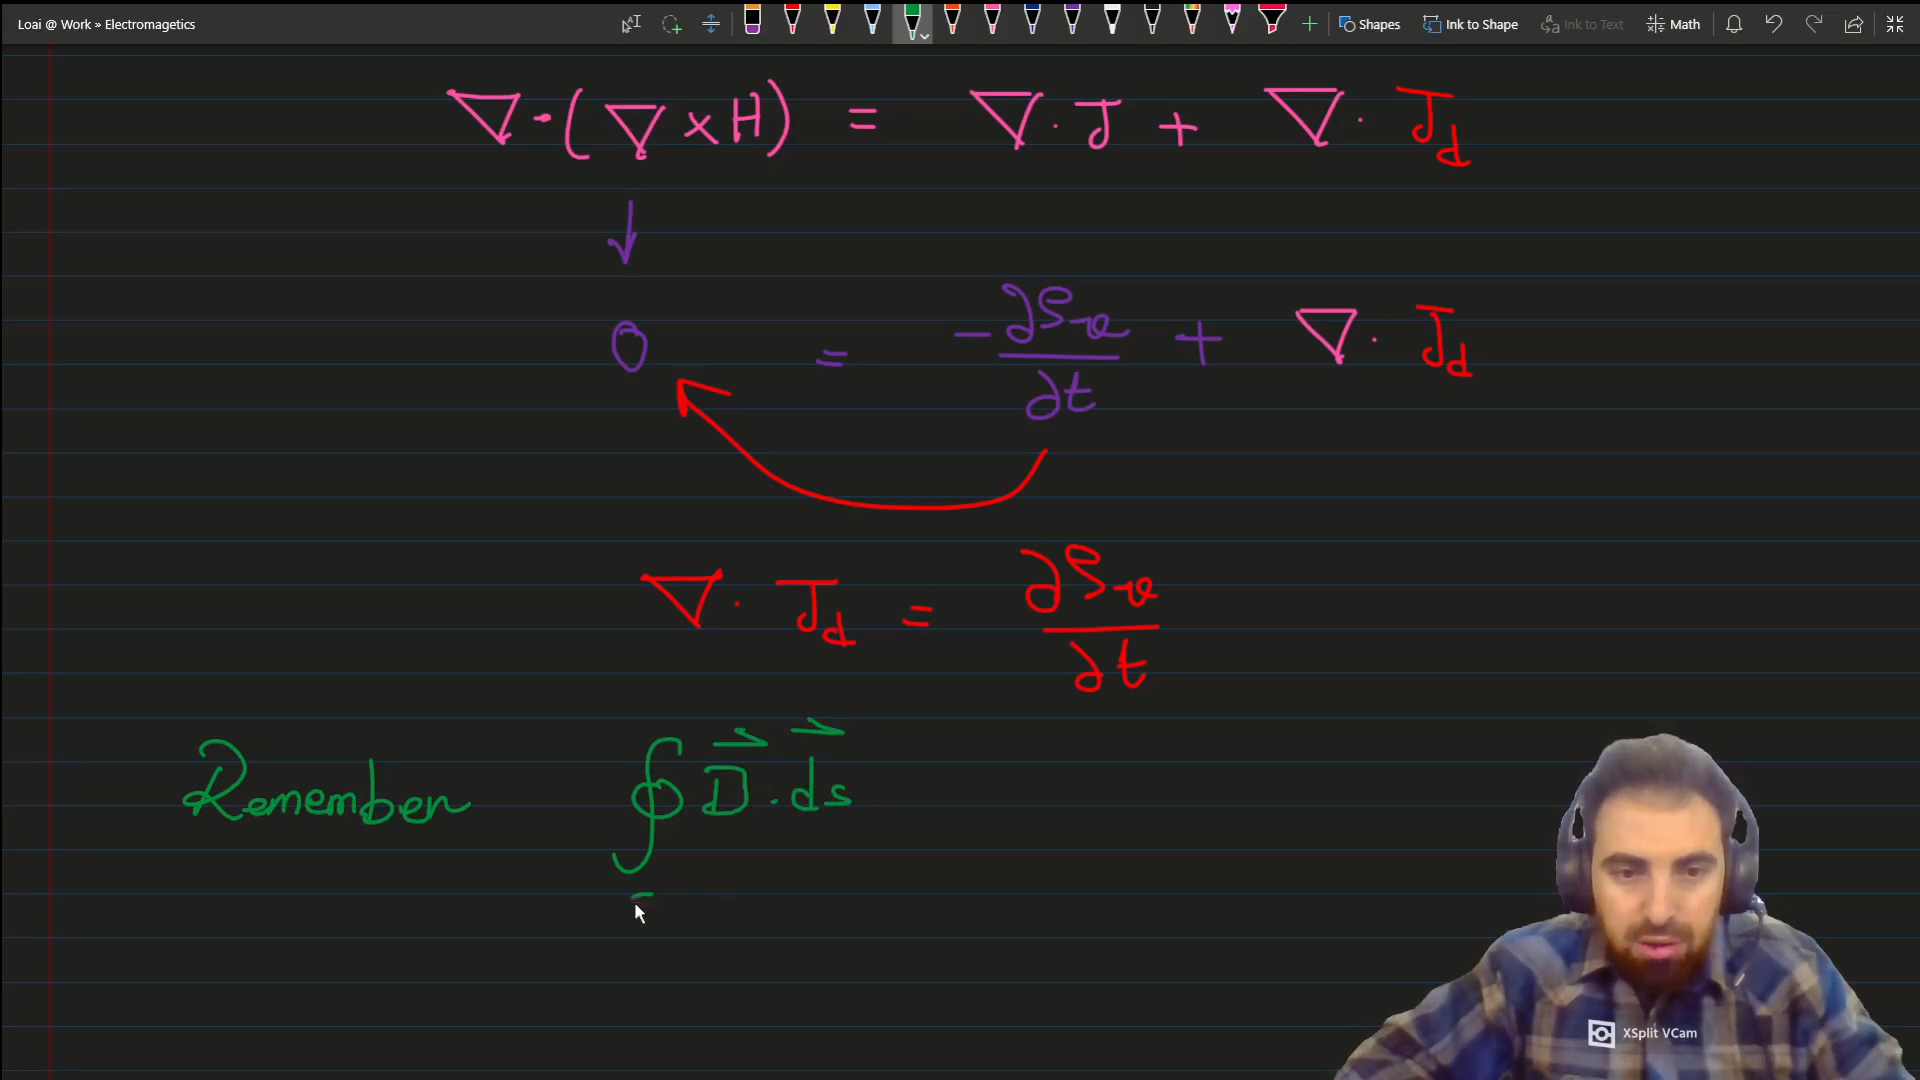 Loai @ Work » Electromagetics
Shapes Ink to Shape Ink to Text Math
∇·(∇×H) = ∇·J + ∇·J_d
↓
0 = -∂ρ_v/∂t + ∇·J_d
∇·J_d = ∂ρ_v/∂t
Remember ∮D⃗·ds⃗
XSplit VCam